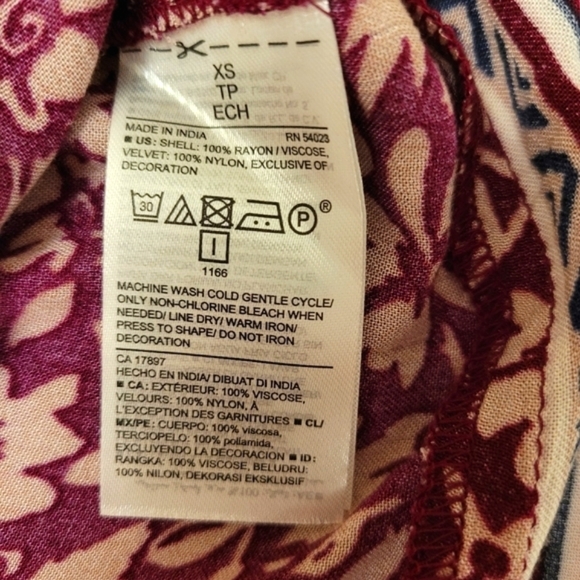 XS
TP
ECH
MADE IN INDIA RN 54023
■ US: SHELL: 100% RAYON / VISCOSE,
VELVET: 100% NYLON, EXCLUSIVE OF
DECORATION
30 P®
1166
MACHINE WASH COLD GENTLE CYCLE/
ONLY NON-CHLORINE BLEACH WHEN
NEEDED/ LINE DRY/ WARM IRON/
PRESS TO SHAPE/ DO NOT IRON
DECORATION
CA 17897
HECHO EN INDIA/ DIBUAT DI INDIA
■ CA: EXTÉRIEUR: 100% VISCOSE,
VELOURS: 100% NYLON, À
L'EXCEPTION DES GARNITURES ■ CL/
MX/PE: CUERPO: 100% viscosa,
TERCIOPELO: 100% poliamida,
EXCLUYENDO LA DECORACION ■ ID:
RANGKA: 100% VISCOSE, BELUDRU:
100% NILON, DEKORASI EKSKLUSIF